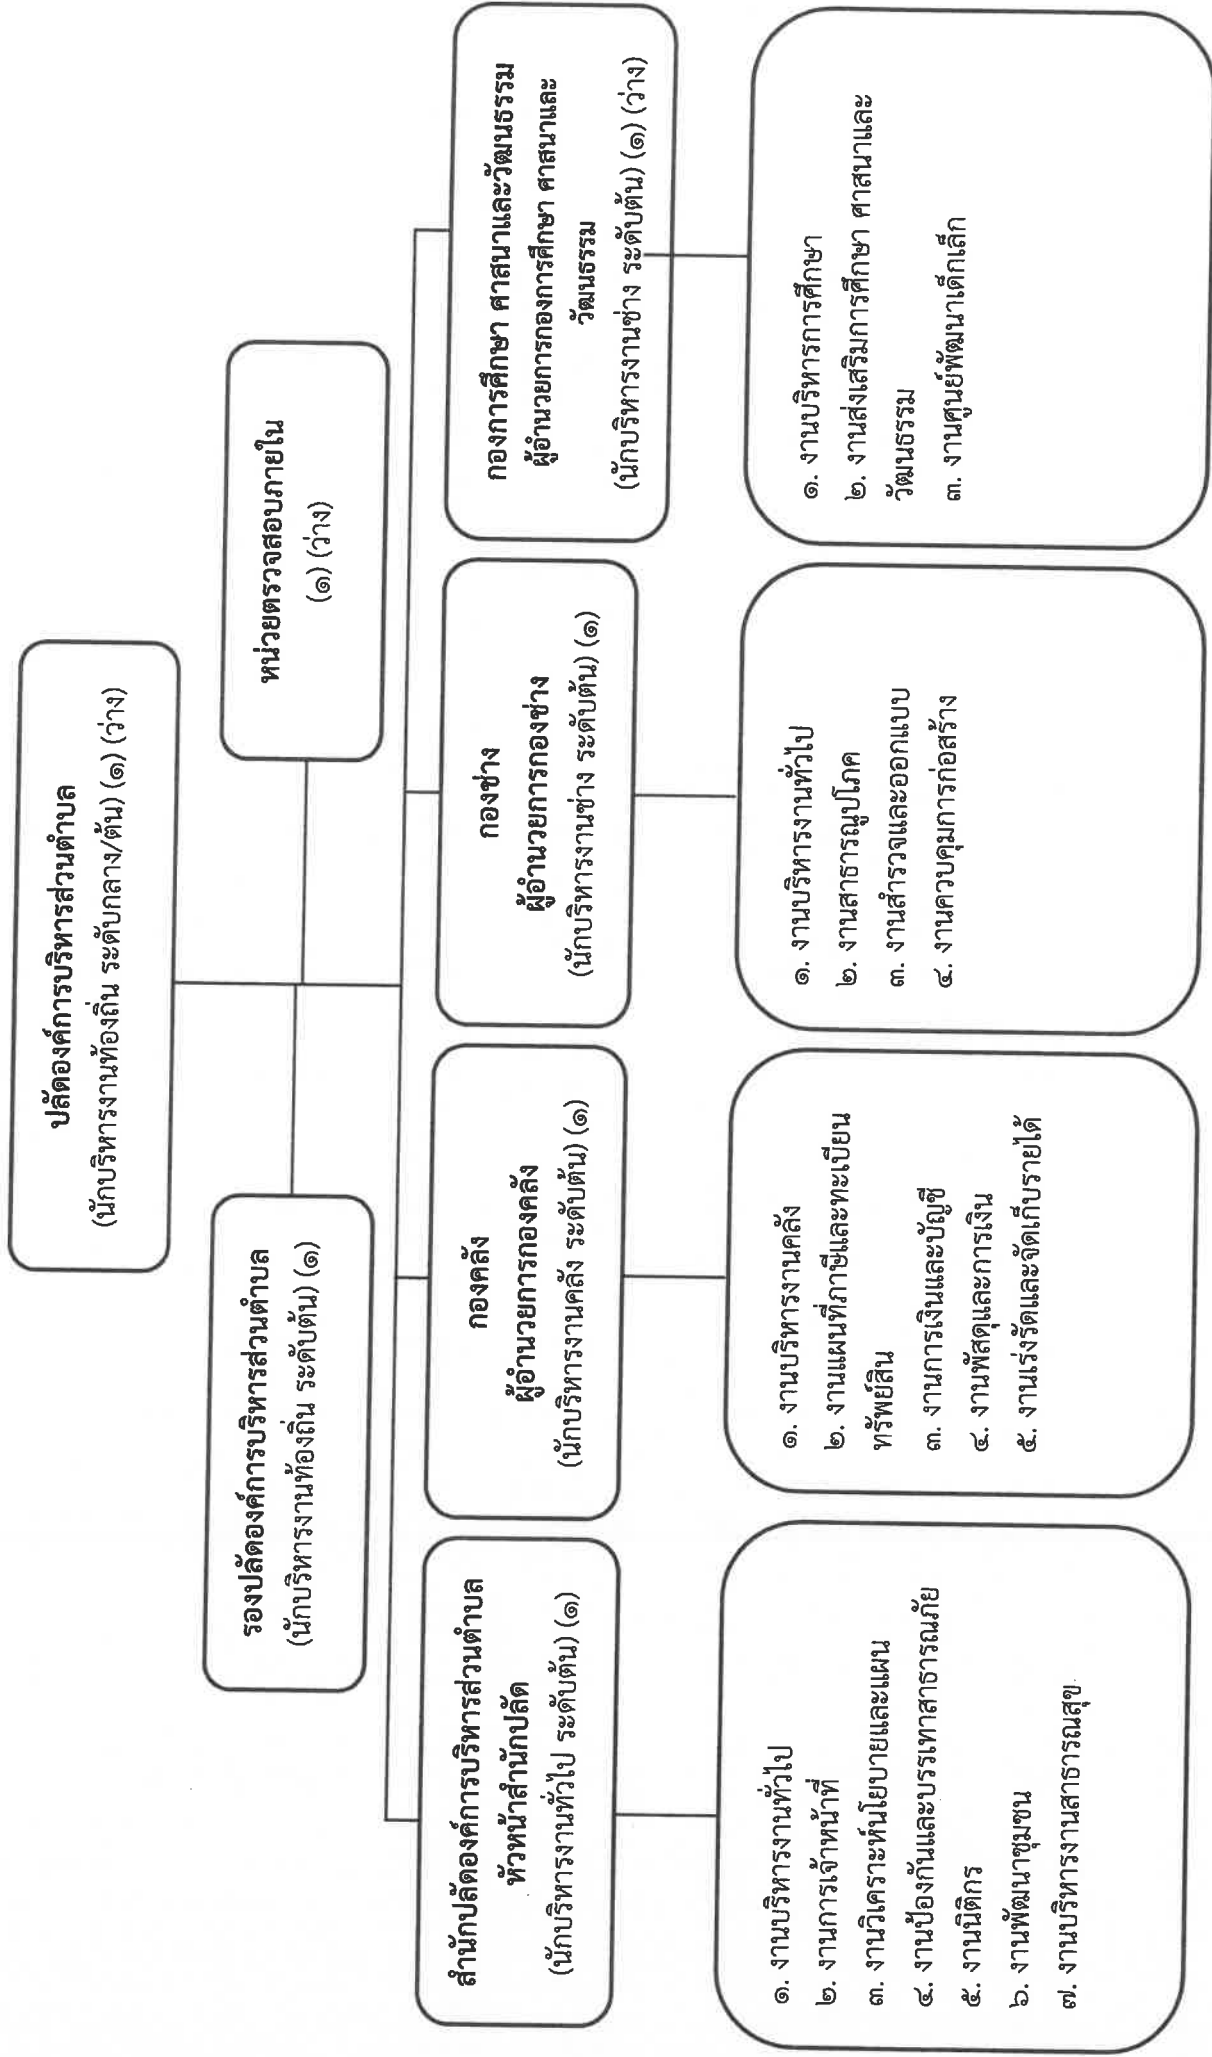 ปลัดองค์การบริหารส่วนตำบล
(นักบริหารงานท้องถิ่น ระดับกลาง/ต้น) (๑) (ว่าง)
รองปลัดองค์การบริหารส่วนตำบล
(นักบริหารงานท้องถิ่น ระดับต้น) (๑)
หน่วยตรวจสอบภายใน
(๑) (ว่าง)
สำนักปลัดองค์การบริหารส่วนตำบล
หัวหน้าสำนักปลัด
(นักบริหารงานทั่วไป ระดับต้น) (๑)
กองคลัง
ผู้อำนวยการกองคลัง
(นักบริหารงานคลัง ระดับต้น) (๑)
กองช่าง
ผู้อำนวยการกองช่าง
(นักบริหารงานช่าง ระดับต้น) (๑)
กองการศึกษา ศาสนาและวัฒนธรรม
ผู้อำนวยการกองการศึกษา ศาสนาและ
วัฒนธรรม
(นักบริหารงานช่าง ระดับต้น) (๑) (ว่าง)
๑. งานบริหารงานทั่วไป
๒. งานการเจ้าหน้าที่
๓. งานวิเคราะห์นโยบายและแผน
๔. งานป้องกันและบรรเทาสาธารณภัย
๕. งานนิติกร
๖. งานพัฒนาชุมชน
๗. งานบริหารงานสาธารณสุข
๑. งานบริหารงานคลัง
๒. งานแผนที่ภาษีและทะเบียน
ทรัพย์สิน
๓. งานการเงินและบัญชี
๔. งานพัสดุและการเงิน
๕. งานเร่งรัดและจัดเก็บรายได้
๑. งานบริหารงานทั่วไป
๒. งานสาธารณูปโภค
๓. งานสำรวจและออกแบบ
๔. งานควบคุมการก่อสร้าง
๑. งานบริหารการศึกษา
๒. งานส่งเสริมการศึกษา ศาสนาและ
วัฒนธรรม
๓. งานศูนย์พัฒนาเด็กเล็ก